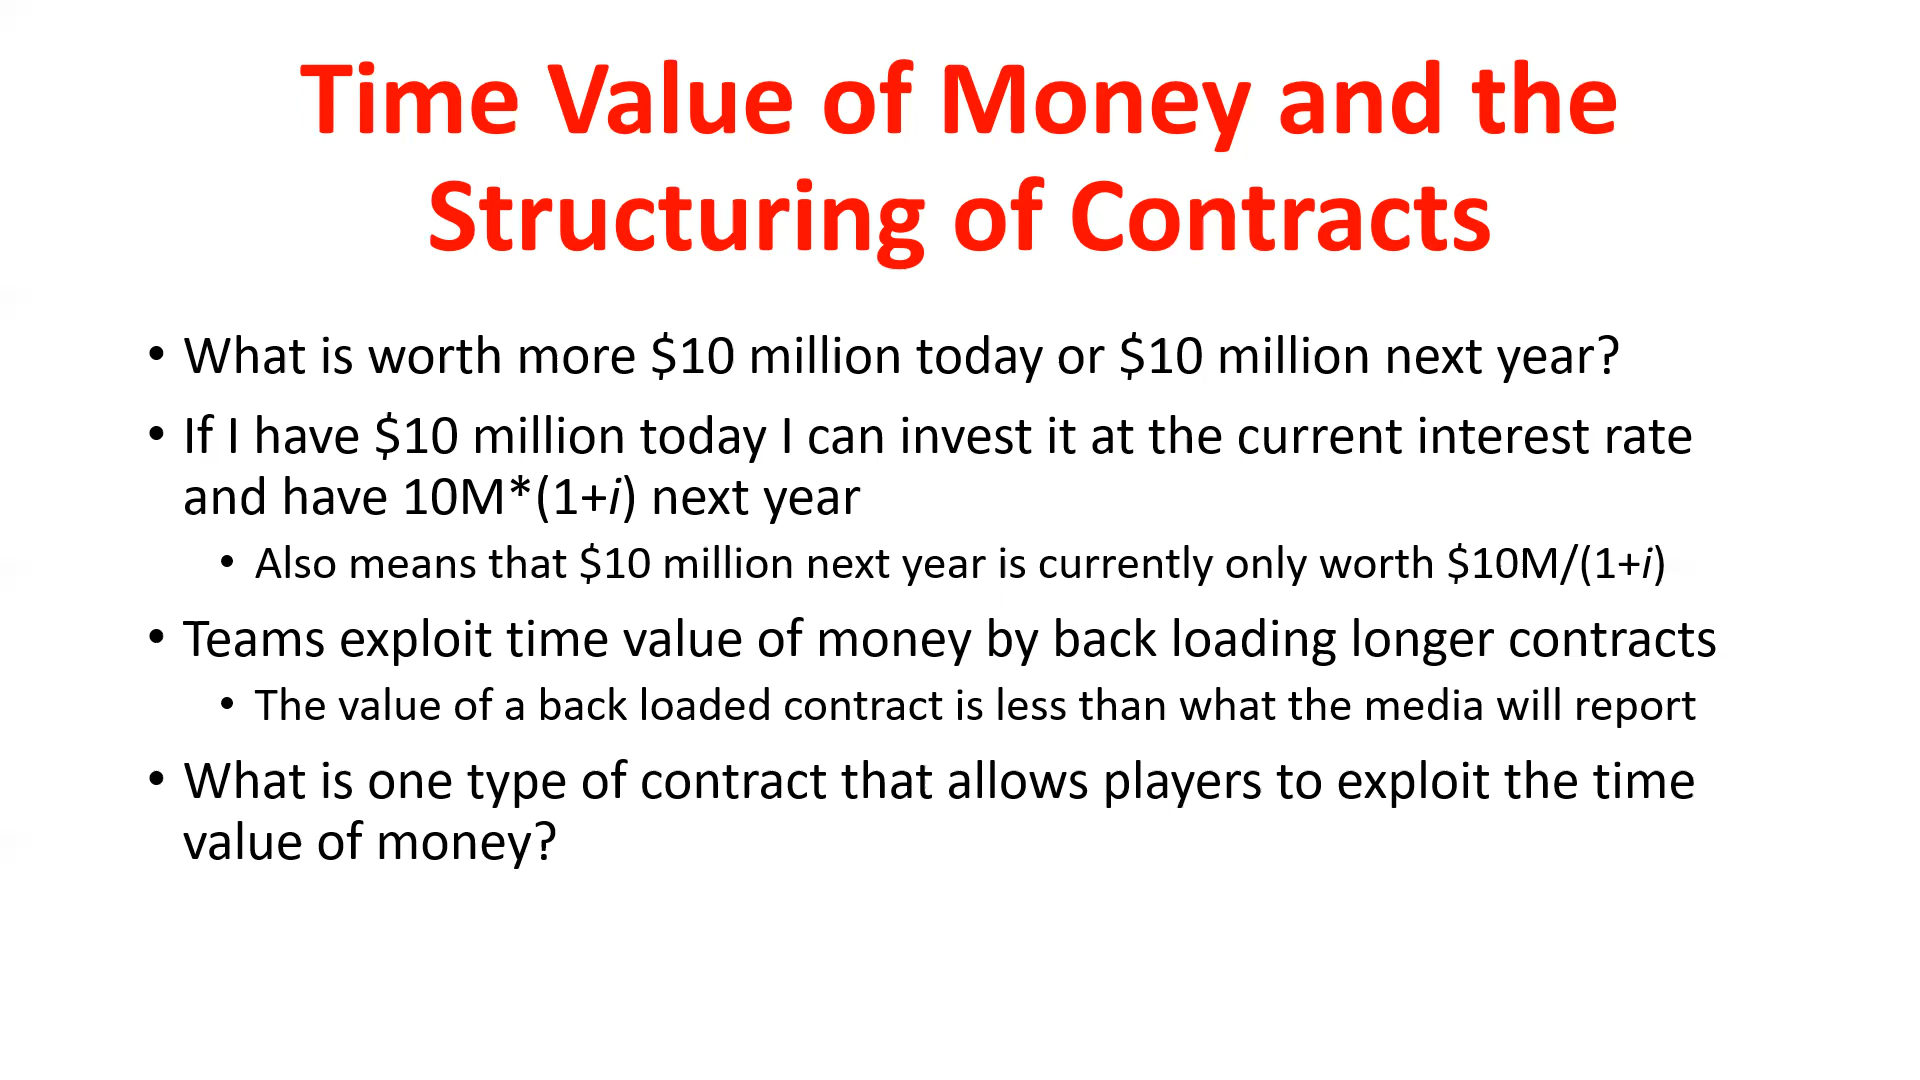 Time Value of Money and the
Structuring of Contracts
• What is worth more $10 million today or $10 million next year?
• If I have $10 million today I can invest it at the current interest rate
and have 10M*(1+i) next year
• Also means that $10 million next year is currently only worth $10M/(1+i)
• Teams exploit time value of money by back loading longer contracts
• The value of a back loaded contract is less than what the media will report
• What is one type of contract that allows players to exploit the time
value of money?